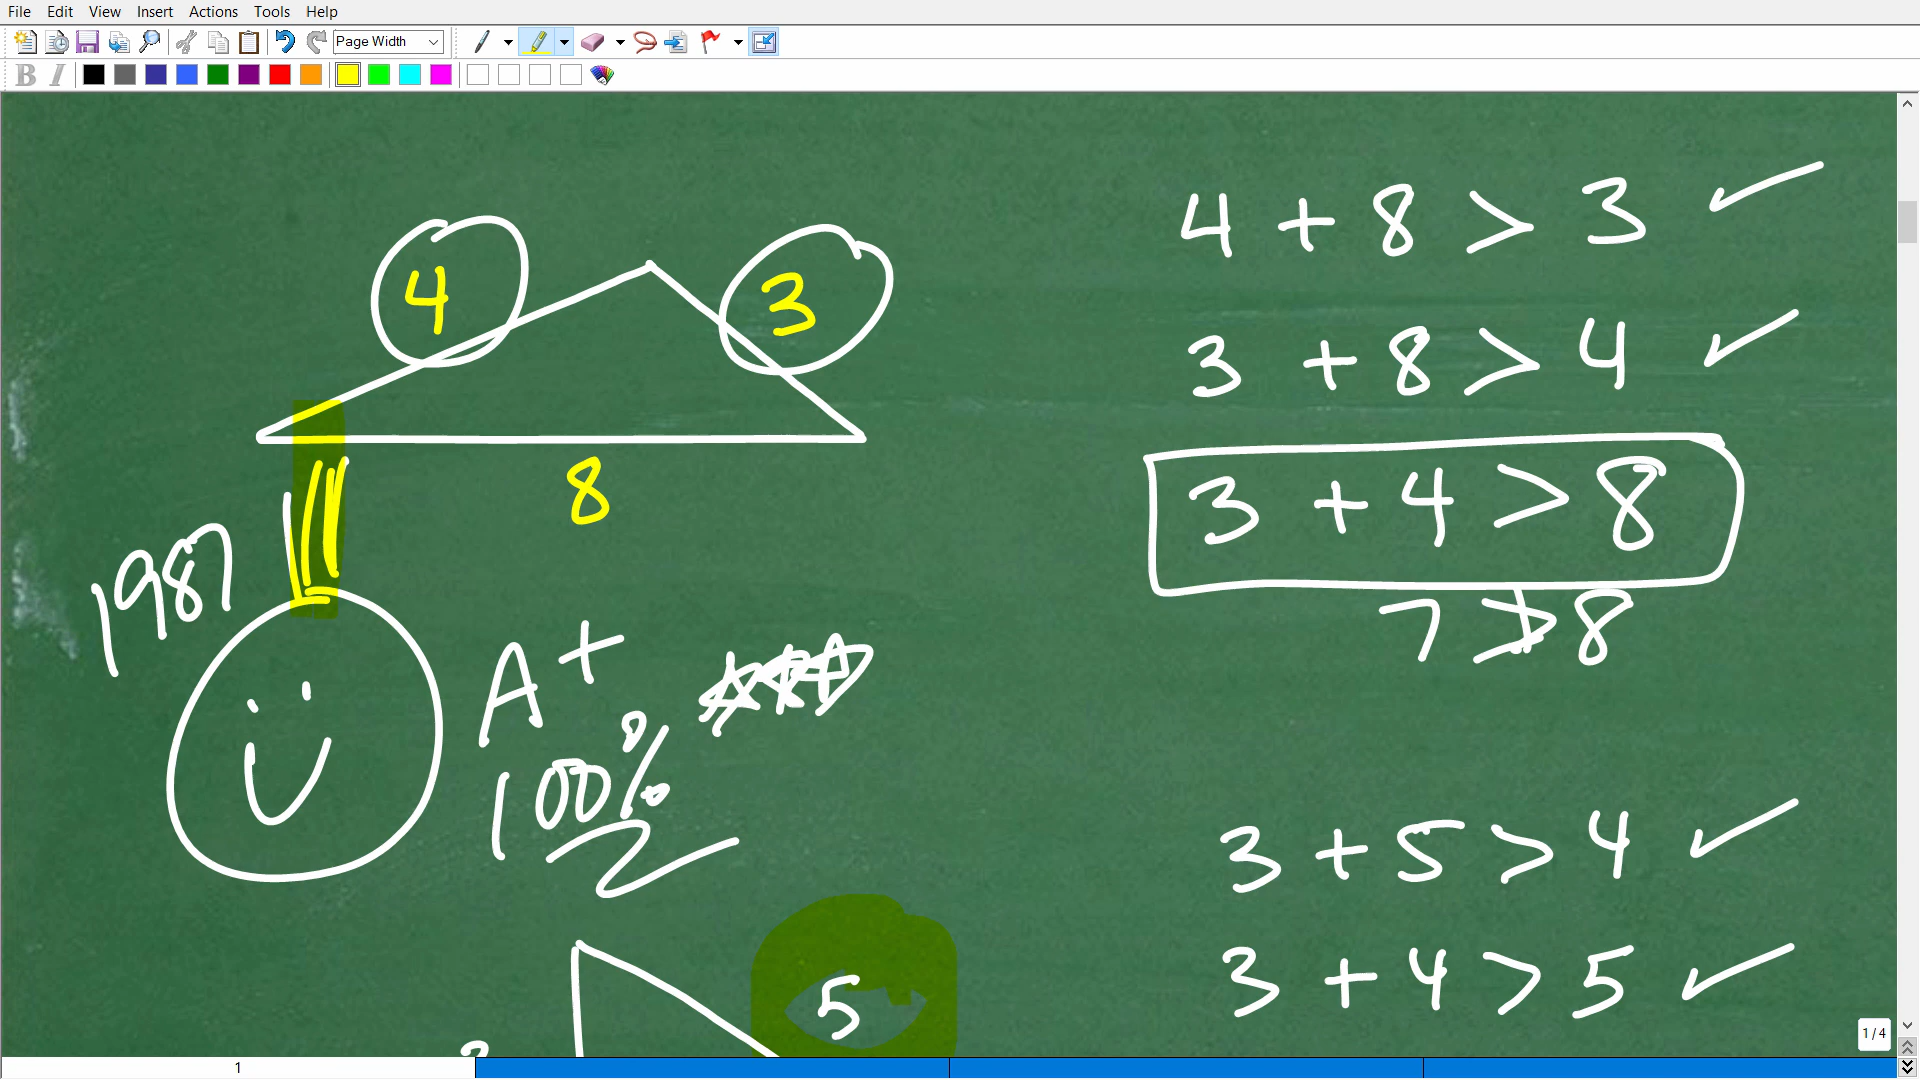 File Edit View Insert Actions Tools Help
Page Width
B I
4 + 8 > 3 ✓
3 + 8 > 4 ✓
3 + 4 > 8
7 ≯ 8
4
3
8
1987
A+
100%
3 + 5 > 4 ✓
3 + 4 > 5 ✓
5
1/4
1